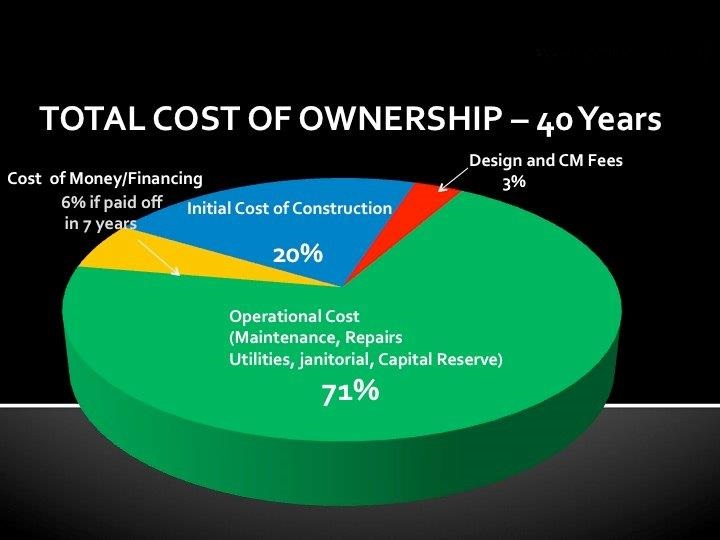 TOTAL COST OF OWNERSHIP – 40 Years
Design and CM Fees
3%
Cost of Money/Financing
6% if paid off
in 7 years
Initial Cost of Construction
20%
Operational Cost
(Maintenance, Repairs
Utilities, janitorial, Capital Reserve)
71%